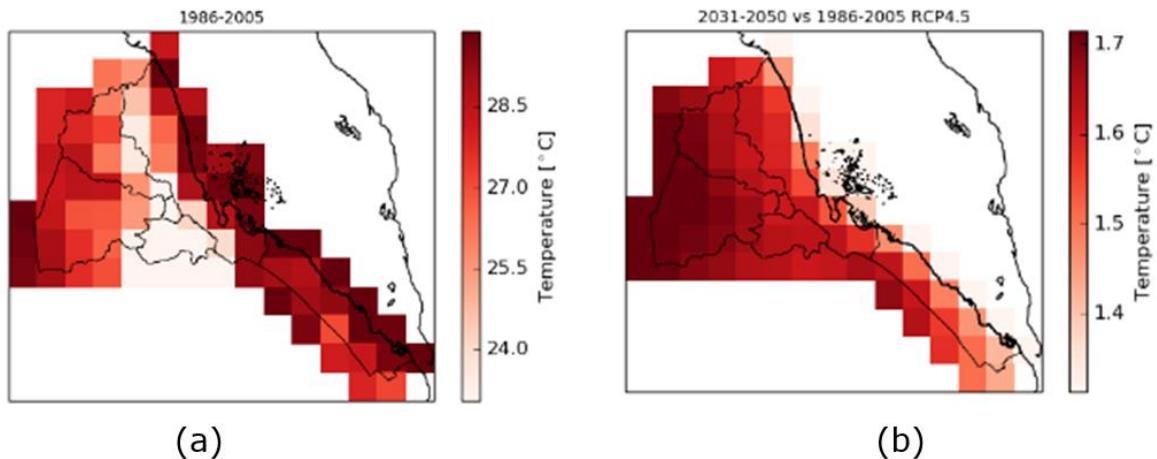 1986-2005
28.5
27.0
25.5
24.0
Temperature [°C]
(a)
2031-2050 vs 1986-2005 RCP4.5
1.7
1.6
1.5
1.4
Temperature [°C]
(b)